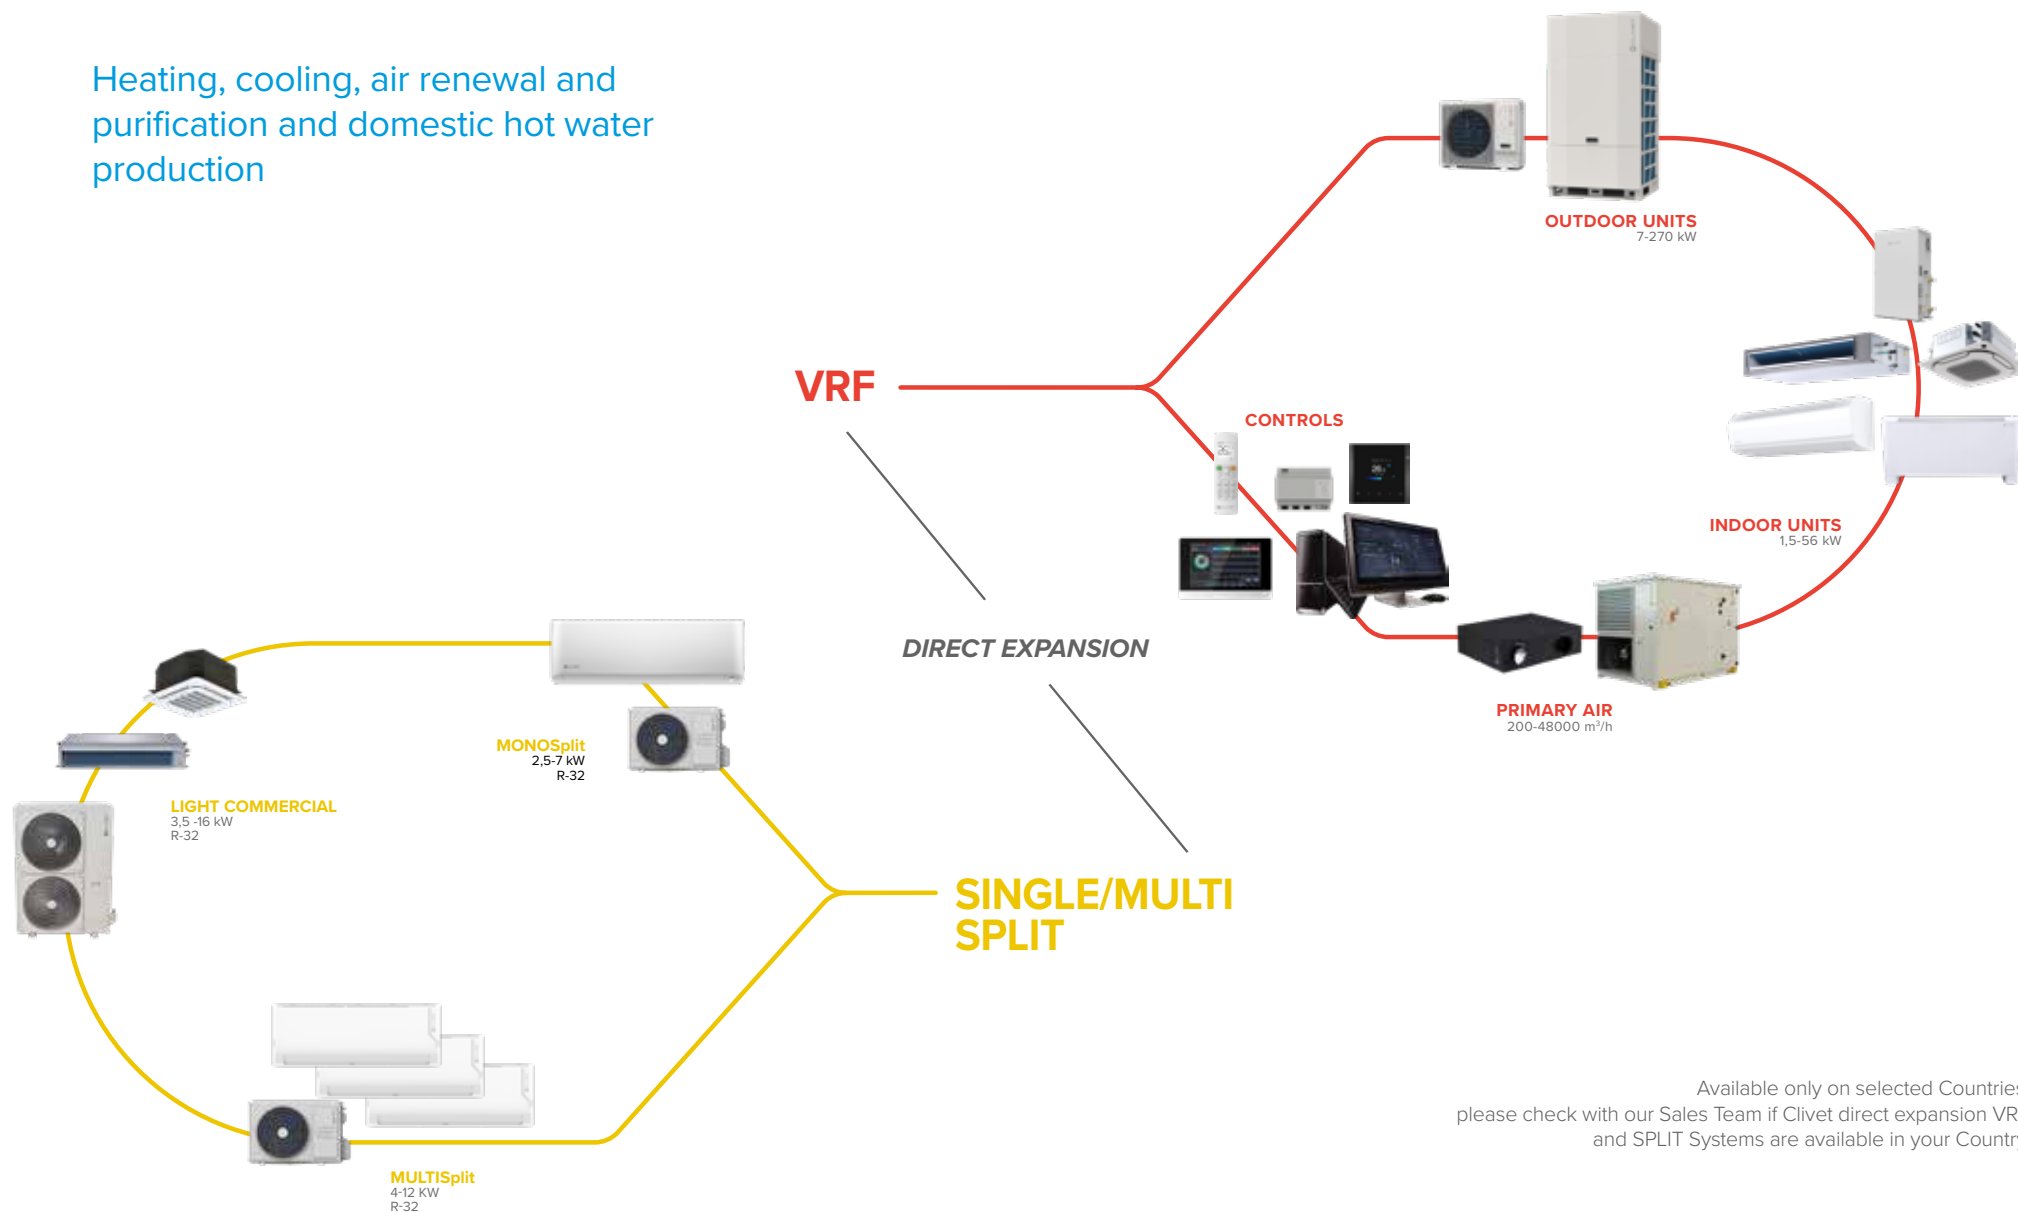 Heating, cooling, air renewal and
purification and domestic hot water
production
OUTDOOR UNITS
7-270 kW
VRF
CONTROLS
INDOOR UNITS
1,5-56 kW
DIRECT EXPANSION
PRIMARY AIR
200-48000 m³/h
MONOSplit
2,5-7 kW
R-32
LIGHT COMMERCIAL
3,5 -16 kW
R-32
SINGLE/MULTI
SPLIT
MULTISplit
4-12 KW
R-32
Available only on selected Countries
please check with our Sales Team if Clivet direct expansion VR
and SPLIT Systems are available in your Country